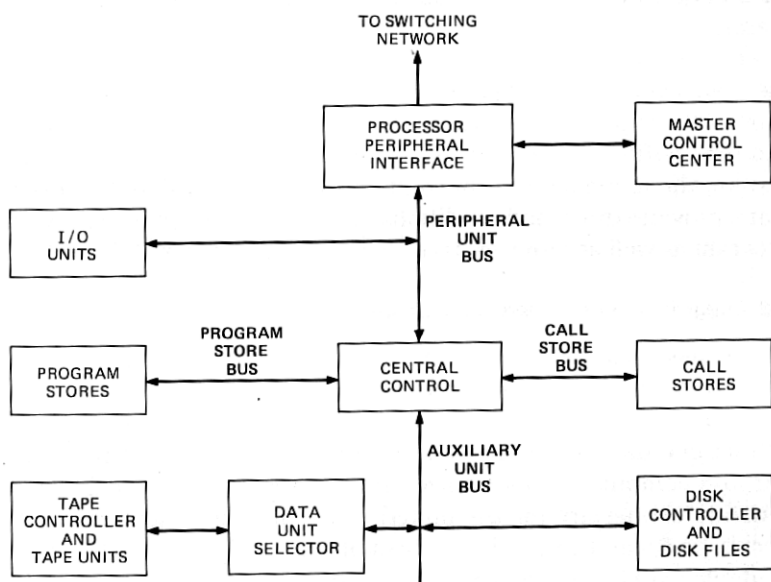 TO SWITCHING
NETWORK
PROCESSOR
PERIPHERAL
INTERFACE
MASTER
CONTROL
CENTER
I/O
UNITS
PERIPHERAL
UNIT
BUS
PROGRAM
STORES
PROGRAM
STORE
BUS
CENTRAL
CONTROL
CALL
STORE
BUS
CALL
STORES
AUXILIARY
UNIT
BUS
TAPE
CONTROLLER
AND
TAPE UNITS
DATA
UNIT
SELECTOR
DISK
CONTROLLER
AND
DISK FILES